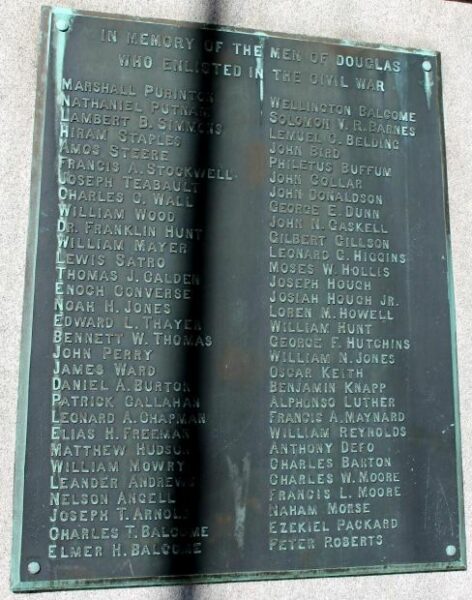 IN MEMORY OF THE MEN OF DOUGLAS
WHO ENLISTED IN THE CIVIL WAR
MARSHALL PURINTON
NATHANIEL PUTNAM
LAMBERT B. SIMMONS
HIRAM STAPLES
AMOS STEERE
FRANCIS A. STOCKWELL
JOSEPH TEABAULT
CHARLES O. WALL
WILLIAM WOOD
DR. FRANKLIN HUNT
WILLIAM MAYER
LEWIS SATRO
THOMAS J. CALDEN
ENOCH CONVERSE
NOAH H. JONES
EDWARD L. THAYER
BENNETT W. THOMAS
JOHN PERRY
JAMES WARD
DANIEL A. BURTON
PATRICK CALLAHAN
LEONARD A. CHAPMAN
ELIAS H. FREEMAN
MATTHEW HUDSON
WILLIAM MOWRY
LEANDER ANDREWS
NELSON ANGELL
JOSEPH T. ARNOLD
CHARLES T. BALCOME
ELMER H. BALCOME
WELLINGTON BALCOME
SOLOMON W. R. BARNES
LEMUEL C. BELDING
JOHN BIRD
PHILETUS BUFFUM
JOHN COLLAR
JOHN DONALDSON
GEORGE E. DUNN
JOHN N. GASKELL
GILBERT GILLSON
LEONARD C. HIGGINS
MOSES W. HOLLIS
JOSEPH HOUGH
JOSIAH HOUGH JR.
LOREN M. HOWELL
WILLIAM HUNT
GEORGE F. HUTCHINS
WILLIAM N. JONES
OSCAR KEITH
BENJAMIN KNAPP
ALPHONSO LUTHER
FRANCIS A. MAYNARD
WILLIAM REYNOLDS
ANTHONY DEFO
CHARLES BARTON
CHARLES W. MOORE
FRANCIS L. MOORE
NAHAM MORSE
EZEKIEL PACKARD
PETER ROBERTS